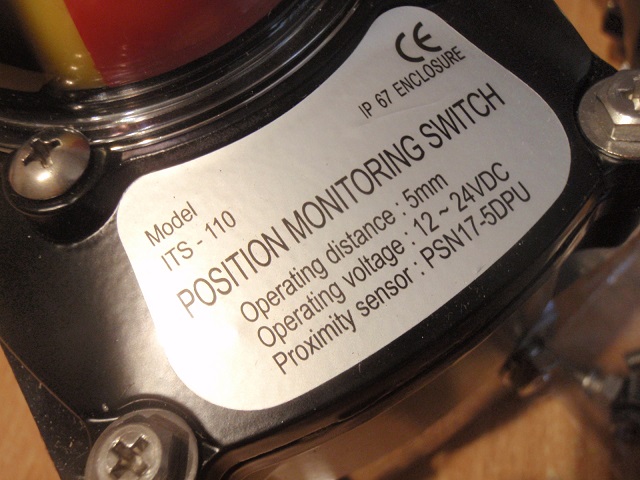 CE
IP 67 ENCLOSURE
Model
ITS - 110
POSITION MONITORING SWITCH
Operating distance : 5mm
Operating voltage : 12 ~ 24VDC
Proximity sensor : PSN17-5DPU